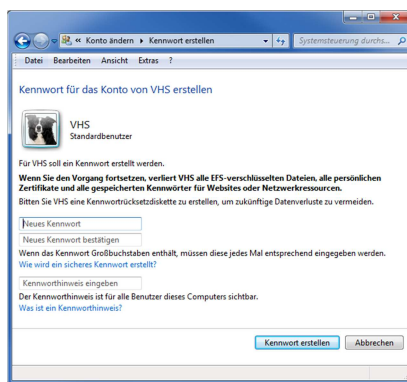 « Konto ändern ▸ Kennwort erstellen
Systemsteuerung durchs...
Datei Bearbeiten Ansicht Extras ?
Kennwort für das Konto von VHS erstellen
VHS
Standardbenutzer
Für VHS soll ein Kennwort erstellt werden.
Wenn Sie den Vorgang fortsetzen, verliert VHS alle EFS-verschlüsselten Dateien, alle persönlichen
Zertifikate und alle gespeicherten Kennwörter für Websites oder Netzwerkressourcen.
Bitten Sie VHS eine Kennwortrücksetzdiskette zu erstellen, um zukünftige Datenverluste zu vermeiden.
Neues Kennwort
Neues Kennwort bestätigen
Wenn das Kennwort Großbuchstaben enthält, müssen diese jedes Mal entsprechend eingegeben werden.
Wie wird ein sicheres Kennwort erstellt?
Kennworthinweis eingeben
Der Kennworthinweis ist für alle Benutzer dieses Computers sichtbar.
Was ist ein Kennworthinweis?
Kennwort erstellen Abbrechen